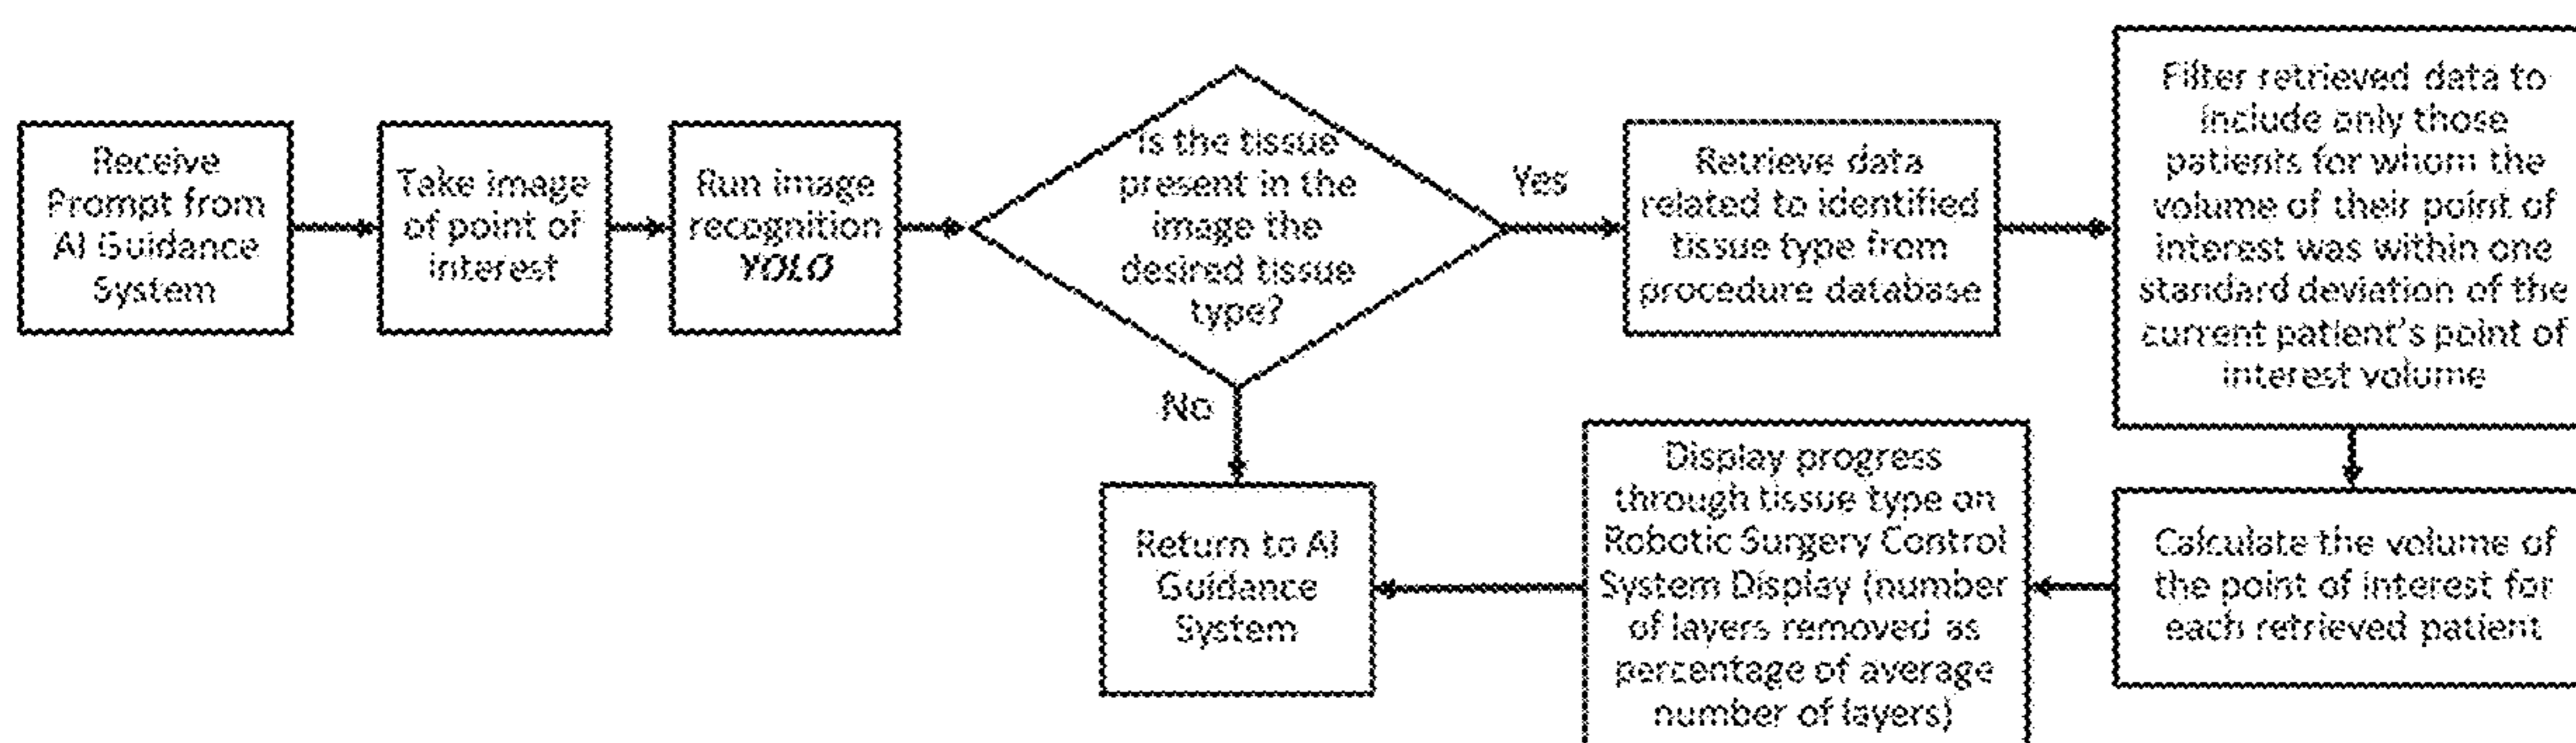 Receive
Prompt from
AI Guidance
System
Take image
of point of
interest
Run image
recognition
YOLO
Is the tissue
present in the
image the
desired tissue
type?
Yes
No
Retrieve data
related to identified
tissue type from
procedure database
Filter retrieved data to
include only those
patients for whom the
volume of their point of
interest was within one
standard deviation of the
current patient's point of
interest volume
Calculate the volume of
the point of interest for
each retrieved patient
Display progress
through tissue type on
Robotic Surgery Control
System Display (number
of layers removed as
percentage of average
number of layers)
Return to AI
Guidance
System